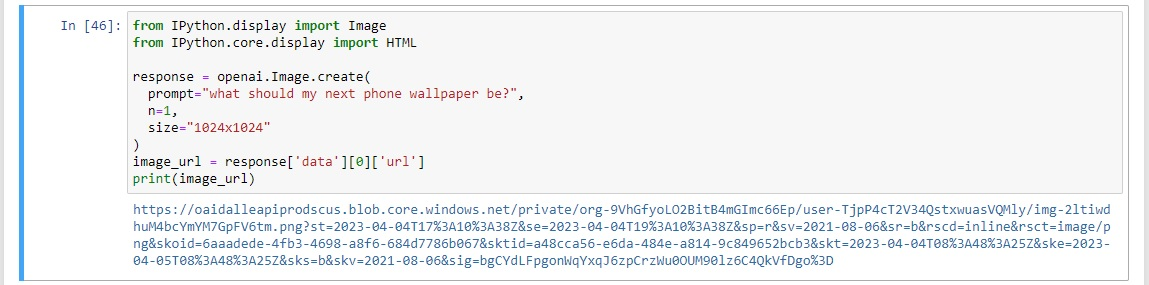 In [46]: from IPython.display import Image
from IPython.core.display import HTML
response = openai.Image.create(
prompt="what should my next phone wallpaper be?",
n=1,
size="1024x1024"
)
image_url = response['data'][0]['url']
print(image_url)
https://oaidalleapiprodscus.blob.core.windows.net/private/org-9VhGfyoLO2BitB4mGImc66Ep/user-TjpP4cT2V34QstxwuasVQMly/img-2ltiwd
huM4bcYmYM7GpFV6tm.png?st=2023-04-04T17%3A10%3A38Z&se=2023-04-04T19%3A10%3A38Z&sp=r&sv=2021-08-06&sr=b&rscd=inline&rsct=image/p
ng&skoid=6aaadede-4fb3-4698-a8f6-684d7786b067&sktid=a48cca56-e6da-484e-a814-9c849652bcb3&skt=2023-04-04T08%3A48%3A25Z&ske=2023-
04-05T08%3A48%3A25Z&sks=b&skv=2021-08-06&sig=bgCYdLFpgonWqYxqJ6zpCrzWu0OUM90lz6C4QkVfDgo%3D